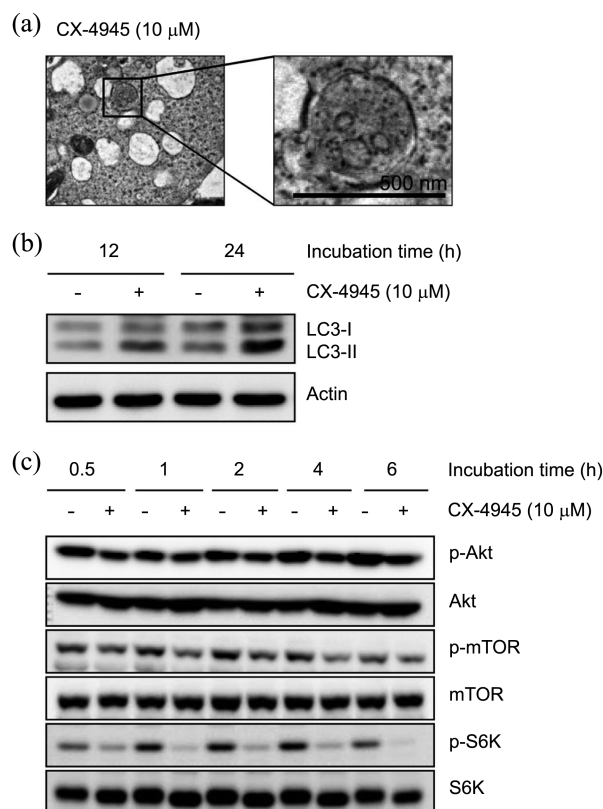 (a) CX-4945 (10 μM)
500 nm
(b)
12 24 Incubation time (h)
- + - + CX-4945 (10 μM)
LC3-I
LC3-II
Actin
(c)
0.5 1 2 4 6 Incubation time (h)
- + - + - + - + - + CX-4945 (10 μM)
p-Akt
Akt
p-mTOR
mTOR
p-S6K
S6K